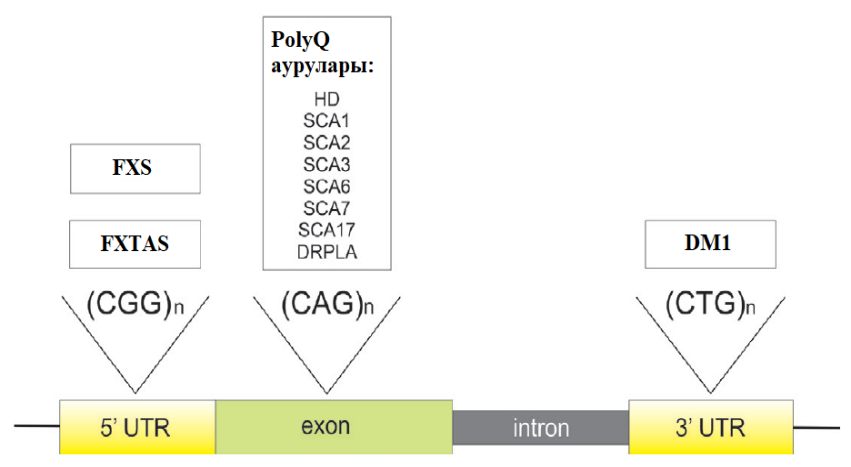 PolyQ
аурулары:
HD
SCA1
SCA2
SCA3
SCA6
SCA7
SCA17
DRPLA
FXS
FXTAS
DM1
(CGG)n
(CAG)n
(CTG)n
5' UTR
exon
intron
3' UTR